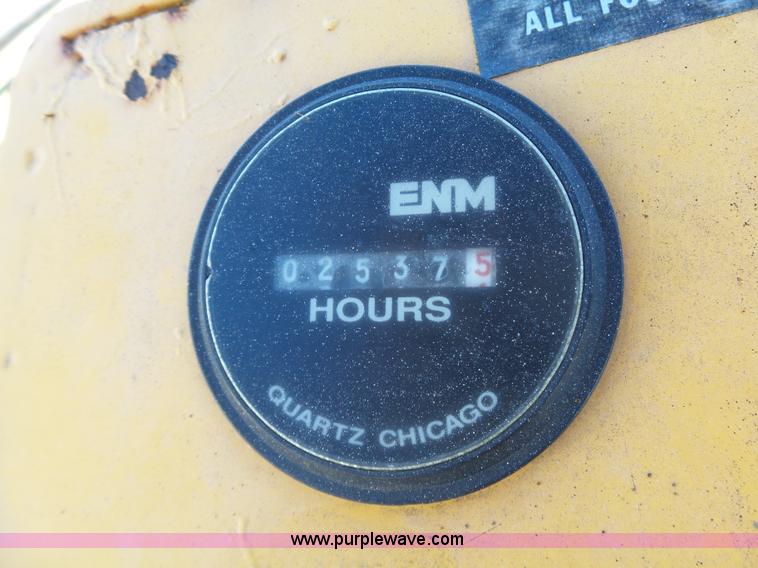 ALL
ENM
025375
HOURS
QUARTZ CHICAGO
www.purplewave.com